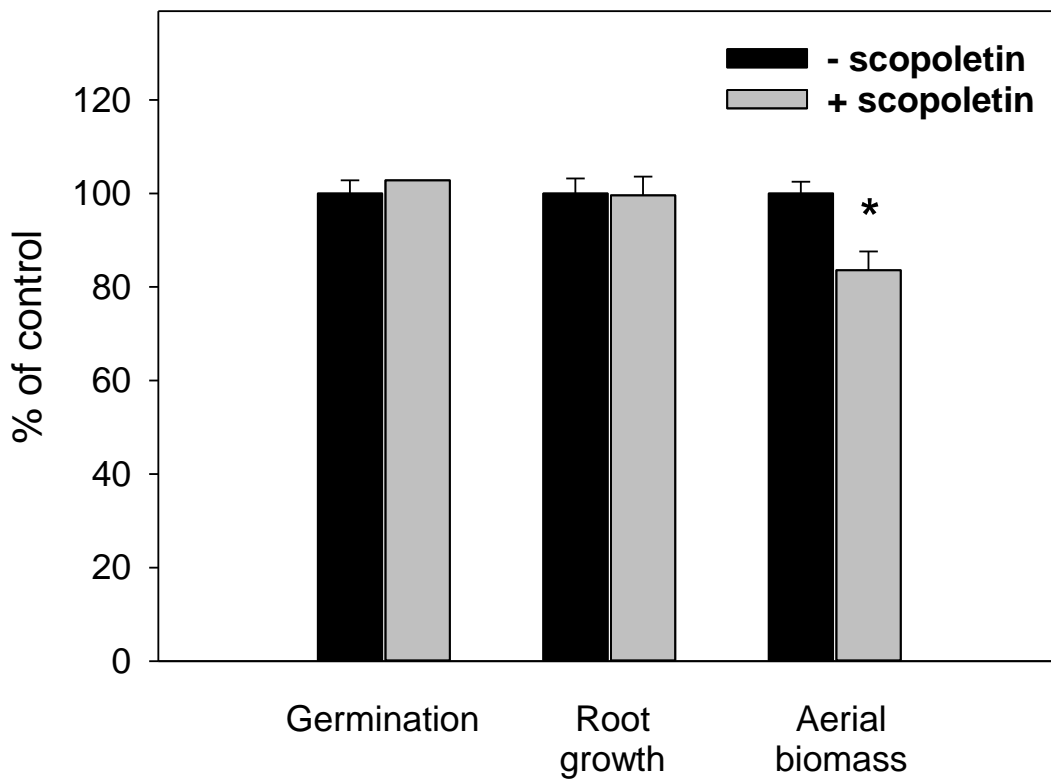 - scopoletin
+ scopoletin
120
100
80
60
40
20
0
% of control
*
Germination
Root
growth
Aerial
biomass